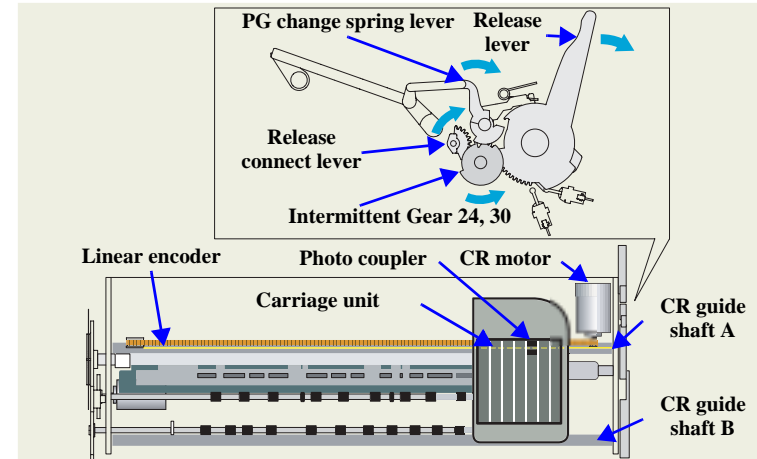 PG change spring lever
Release
lever
Release
connect lever
Intermittent Gear 24, 30
Linear encoder
Photo coupler
CR motor
Carriage unit
CR guide
shaft A
CR guide
shaft B